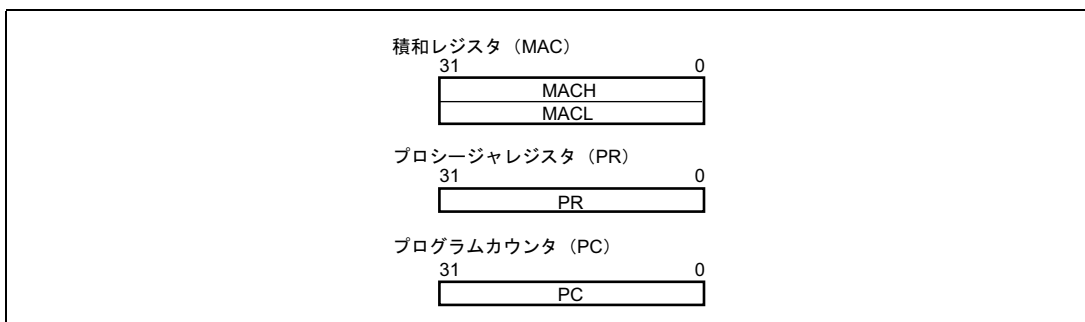 積和レジスタ（MAC）
31 0
MACH
MACL
プロシージャレジスタ（PR）
31 0
PR
プログラムカウンタ（PC）
31 0
PC